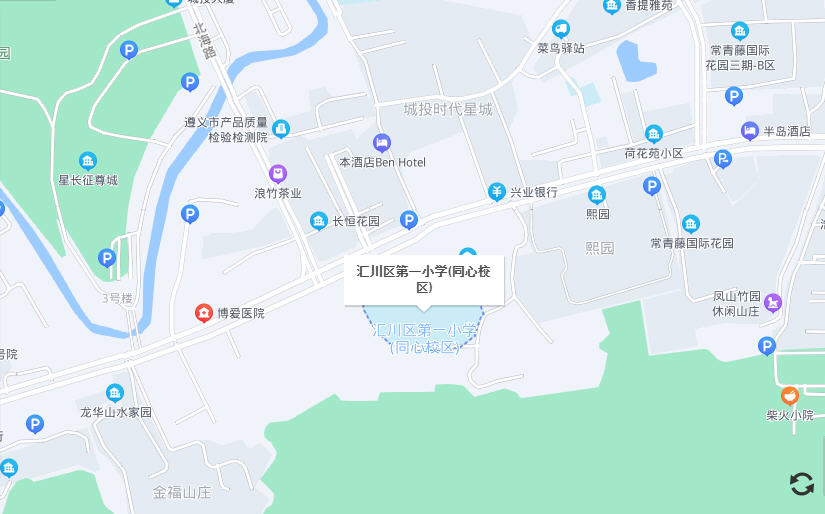 城投大厦
香提雅苑
北海路
菜鸟驿站
常青藤国际
花园三期-B区
园
城投时代星城
遵义市产品质量
检验检测院
半岛酒店
荷花苑小区
本酒店Ben Hotel
星长征尊城
浪竹茶业
兴业银行
长恒花园
熙园
熙园
常青藤国际花园
汇川区第一小学(同心校
区)
3号楼
凤山竹园
休闲山庄
博爱医院
汇川区第一小学
(同心校区)
号院
龙华山水家园
柴火小院
金福山庄